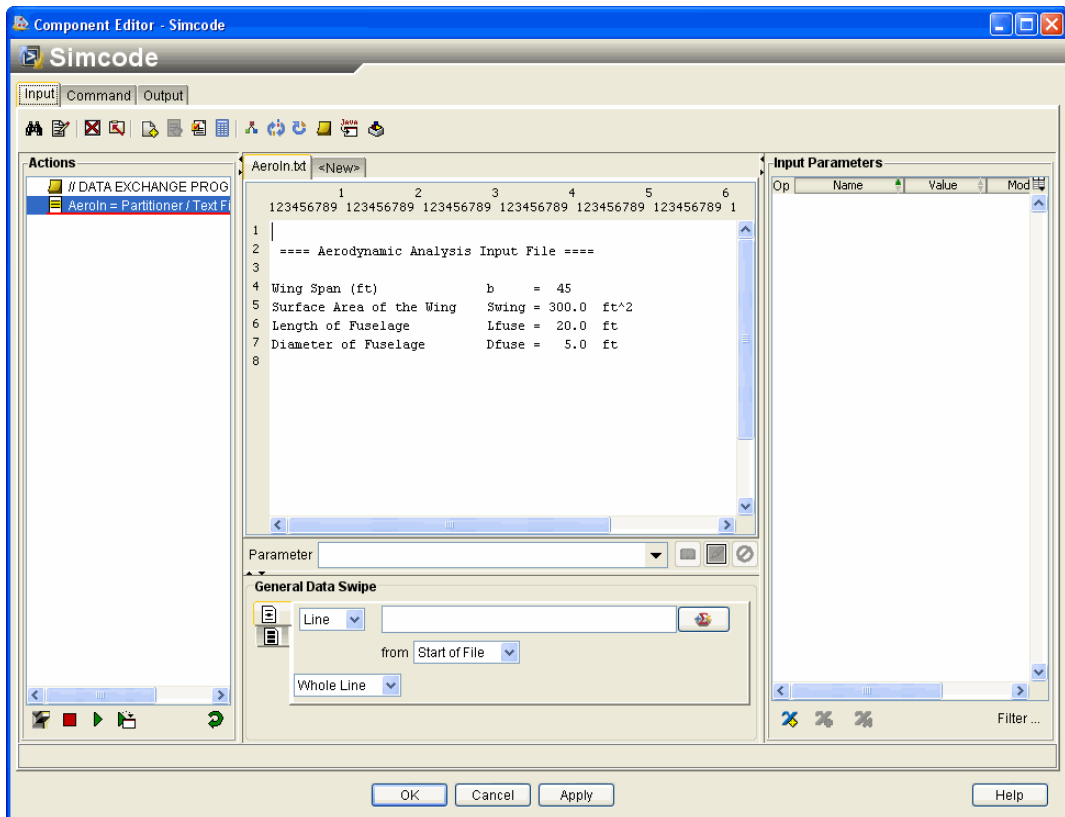 Component Editor - Simcode
Simcode
Input Command Output
Java
Actions
// DATA EXCHANGE PROG
AeroIn = Partitioner / Text Fi
AeroIn.txt <New>
1 2 3 4 5 6
123456789 123456789 123456789 123456789 123456789 123456789 1
1
2 ==== Aerodynamic Analysis Input File ====
3
4 Wing Span (ft) b = 45
5 Surface Area of the Wing Swing = 300.0 ft^2
6 Length of Fuselage Lfuse = 20.0 ft
7 Diameter of Fuselage Dfuse = 5.0 ft
8
Parameter
General Data Swipe
Line
from Start of File
Whole Line
Input Parameters
Op Name Value Mod
Filter ...
OK Cancel Apply Help